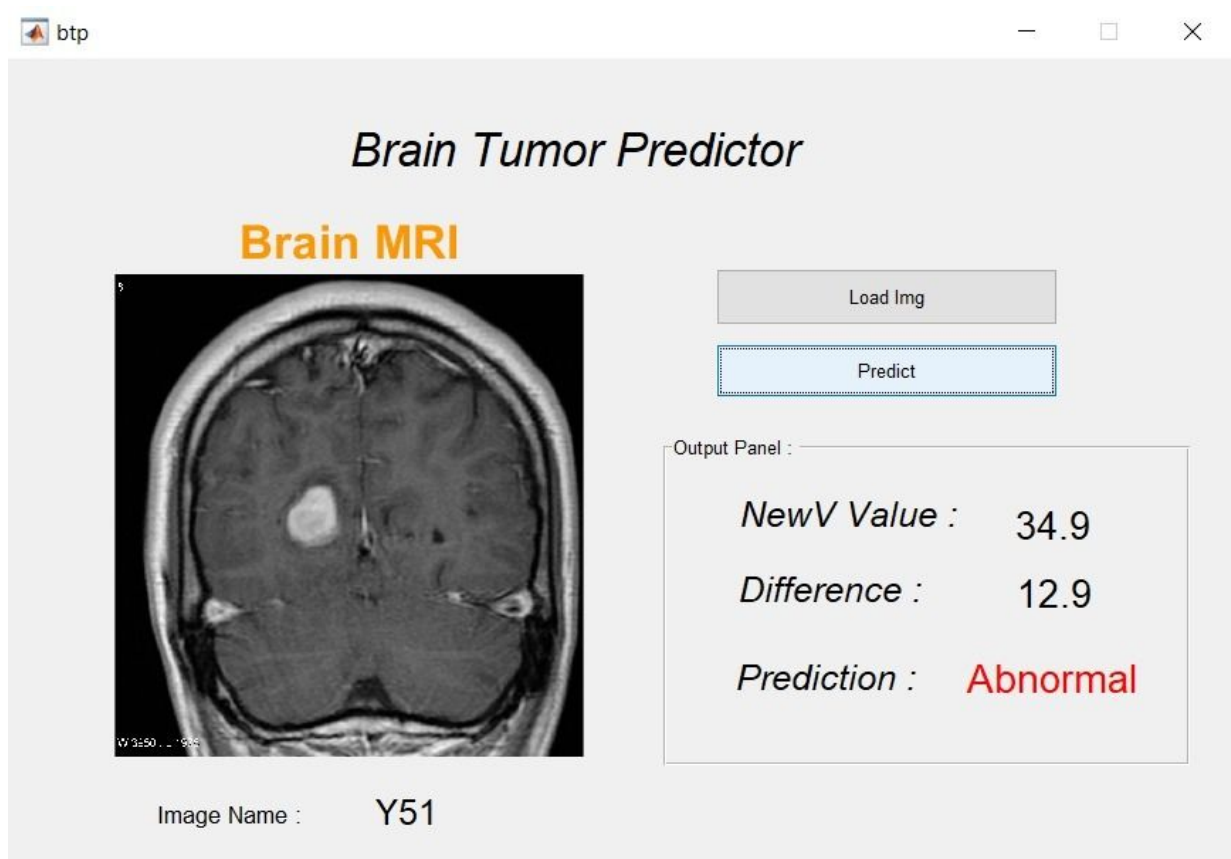 btp
Brain Tumor Predictor
Brain MRI
Load Img
Predict
Output Panel :
NewV Value : 34.9
Difference : 12.9
Prediction : Abnormal
Image Name : Y51